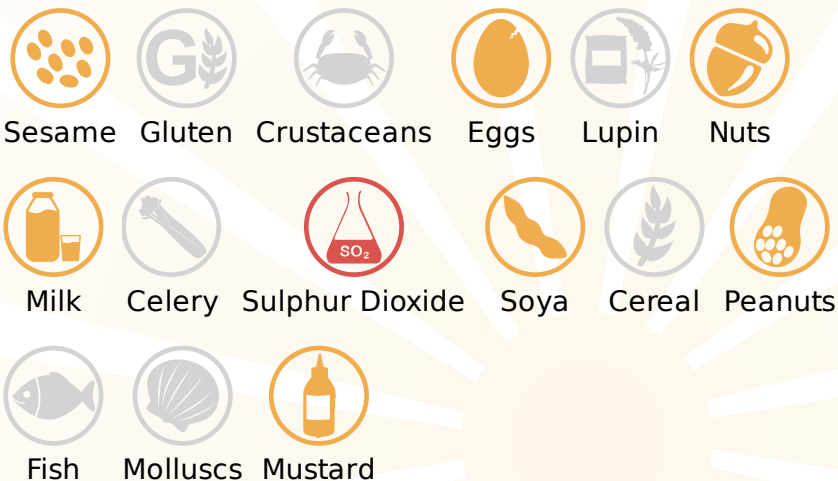 G
Sesame Gluten Crustaceans Eggs Lupin Nuts
SO₂
Milk Celery Sulphur Dioxide Soya Cereal Peanuts
Fish Molluscs Mustard